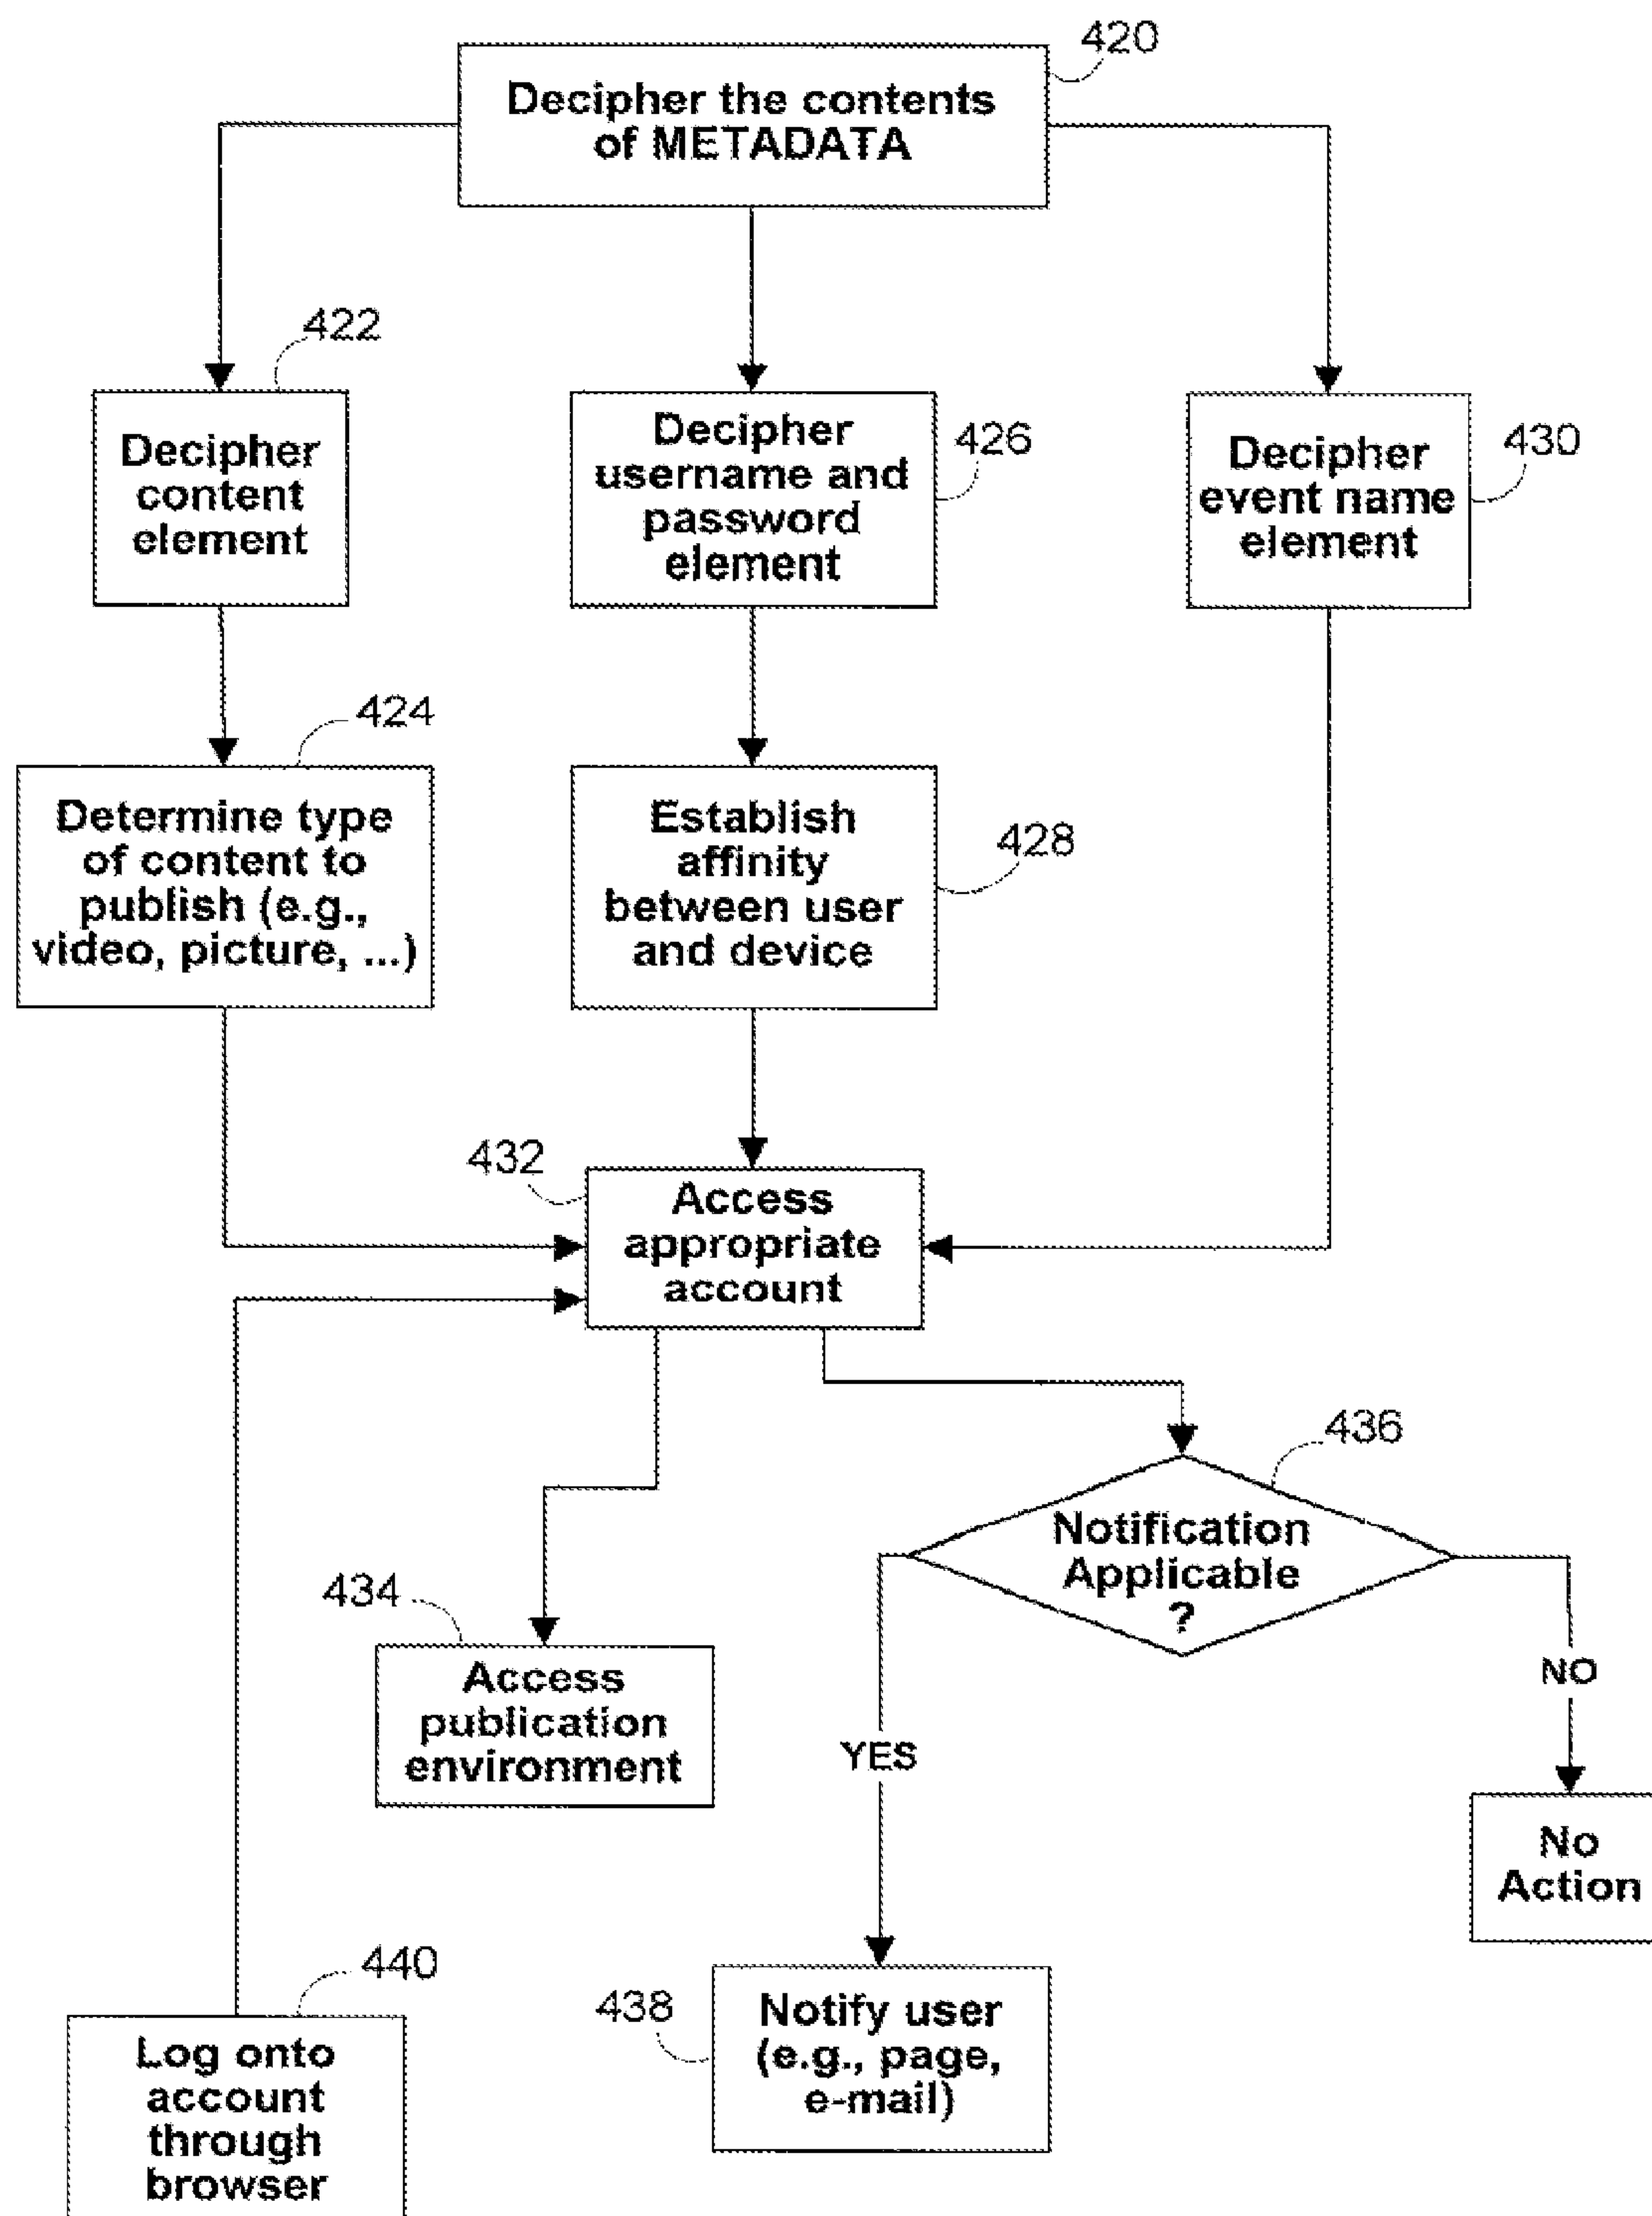 420
Decipher the contents
of METADATA
422
Decipher
content
element
Decipher
username and
password
element
426
Decipher
event name
element
430
424
Determine type
of content to
publish (e.g.,
video, picture, ...)
Establish
affinity
between user
and device
428
432
Access
appropriate
account
436
Notification
Applicable
?
434
Access
publication
environment
YES
NO
No
Action
440
Log onto
account
through
browser
438
Notify user
(e.g., page,
e-mail)